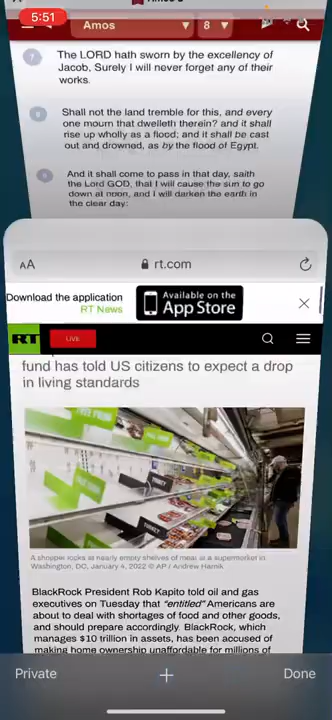 5:51
Amos
8
7
The LORD hath sworn by the excellency of
Jacob, Surely I will never forget any of their
works.
8
Shall not the land tremble for this, and every
one mourn that dwelleth therein? and it shall
rise up wholly as a flood; and it shall be cast
out and drowned, as by the flood of Egypt.
9
And it shall come to pass in that day, saith
the Lord GOD, that I will cause the sun to go
down at noon, and I will darken the earth in
the clear day:
AA
rt.com
Download the application
RT News
Available on the
App Store
RT
LIVE
fund has told US citizens to expect a drop
in living standards
A shopper looks at nearly empty shelves of meat at a supermarket in
Washington, DC, January 4, 2022 © AP / Andrew Harnik
BlackRock President Rob Kapito told oil and gas
executives on Tuesday that "entitled" Americans are
about to deal with shortages of food and other goods,
and should prepare accordingly. BlackRock, which
manages $10 trillion in assets, has been accused of
making home ownership unaffordable for millions of
Private
Done